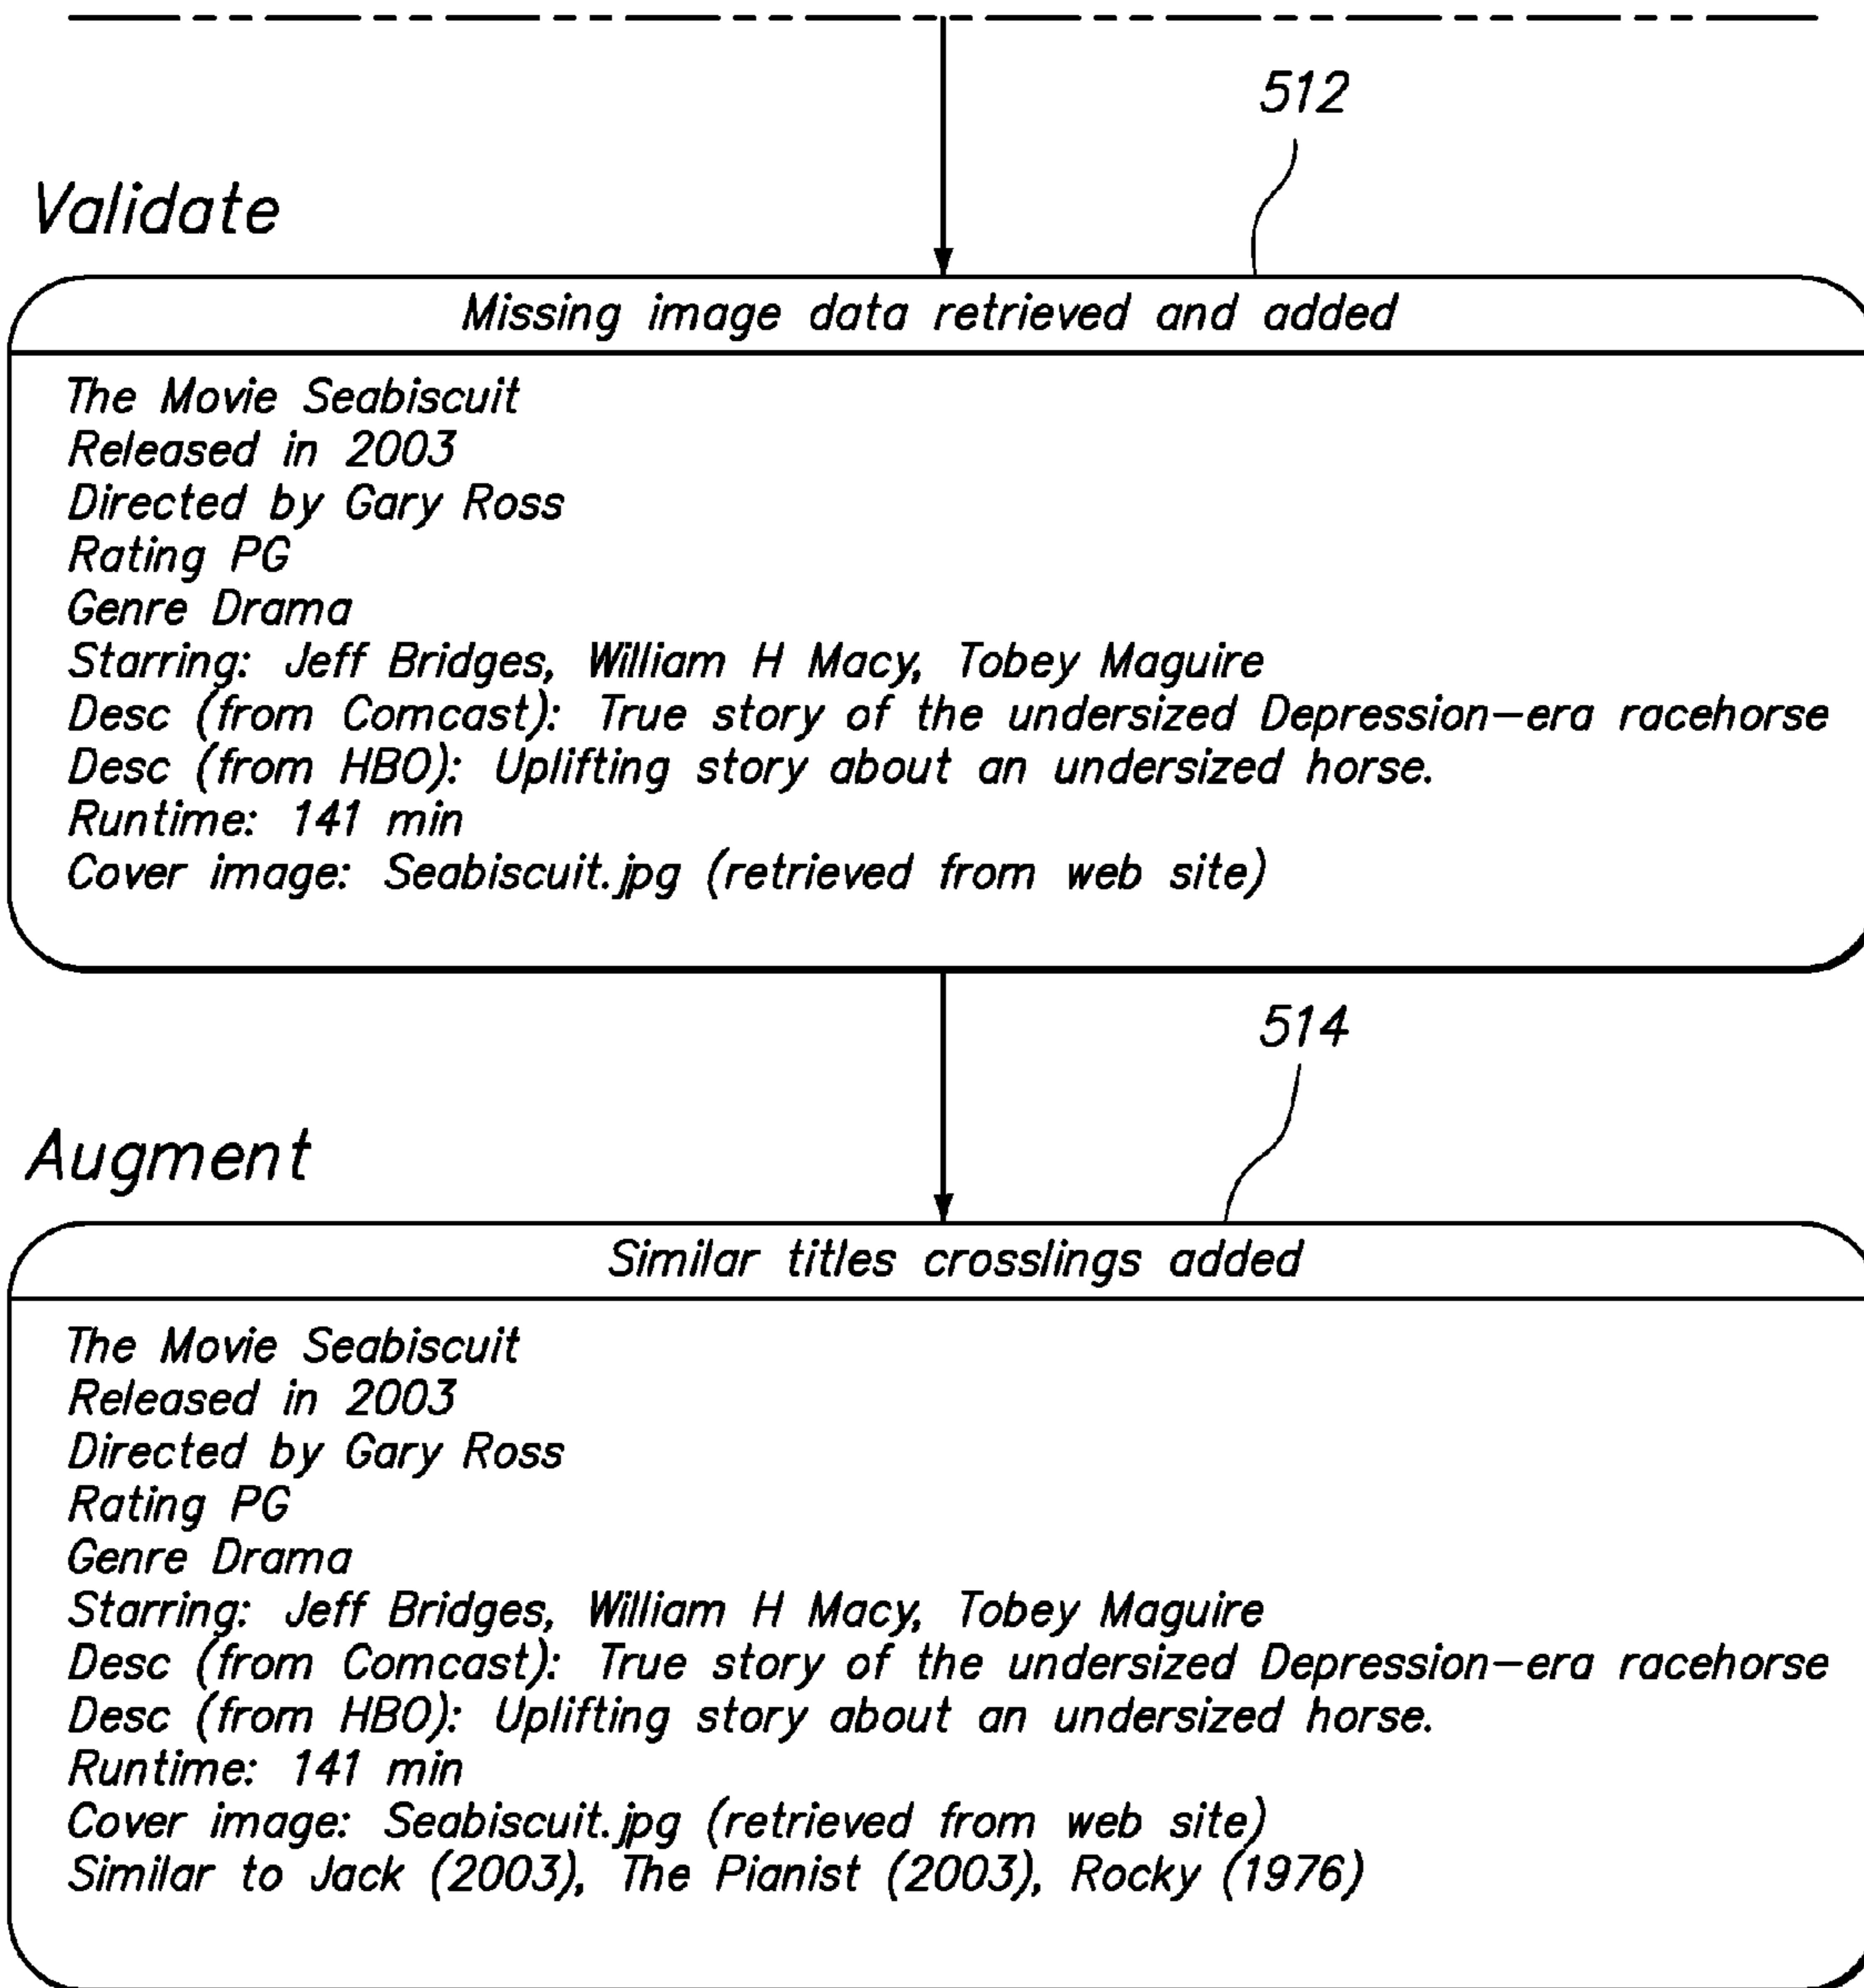 512
Validate
Missing image data retrieved and added
The Movie Seabiscuit
Released in 2003
Directed by Gary Ross
Rating PG
Genre Drama
Starring: Jeff Bridges, William H Macy, Tobey Maguire
Desc (from Comcast): True story of the undersized Depression-era racehorse
Desc (from HBO): Uplifting story about an undersized horse.
Runtime: 141 min
Cover image: Seabiscuit.jpg (retrieved from web site)
514
Augment
Similar titles crosslings added
The Movie Seabiscuit
Released in 2003
Directed by Gary Ross
Rating PG
Genre Drama
Starring: Jeff Bridges, William H Macy, Tobey Maguire
Desc (from Comcast): True story of the undersized Depression-era racehorse
Desc (from HBO): Uplifting story about an undersized horse.
Runtime: 141 min
Cover image: Seabiscuit.jpg (retrieved from web site)
Similar to Jack (2003), The Pianist (2003), Rocky (1976)